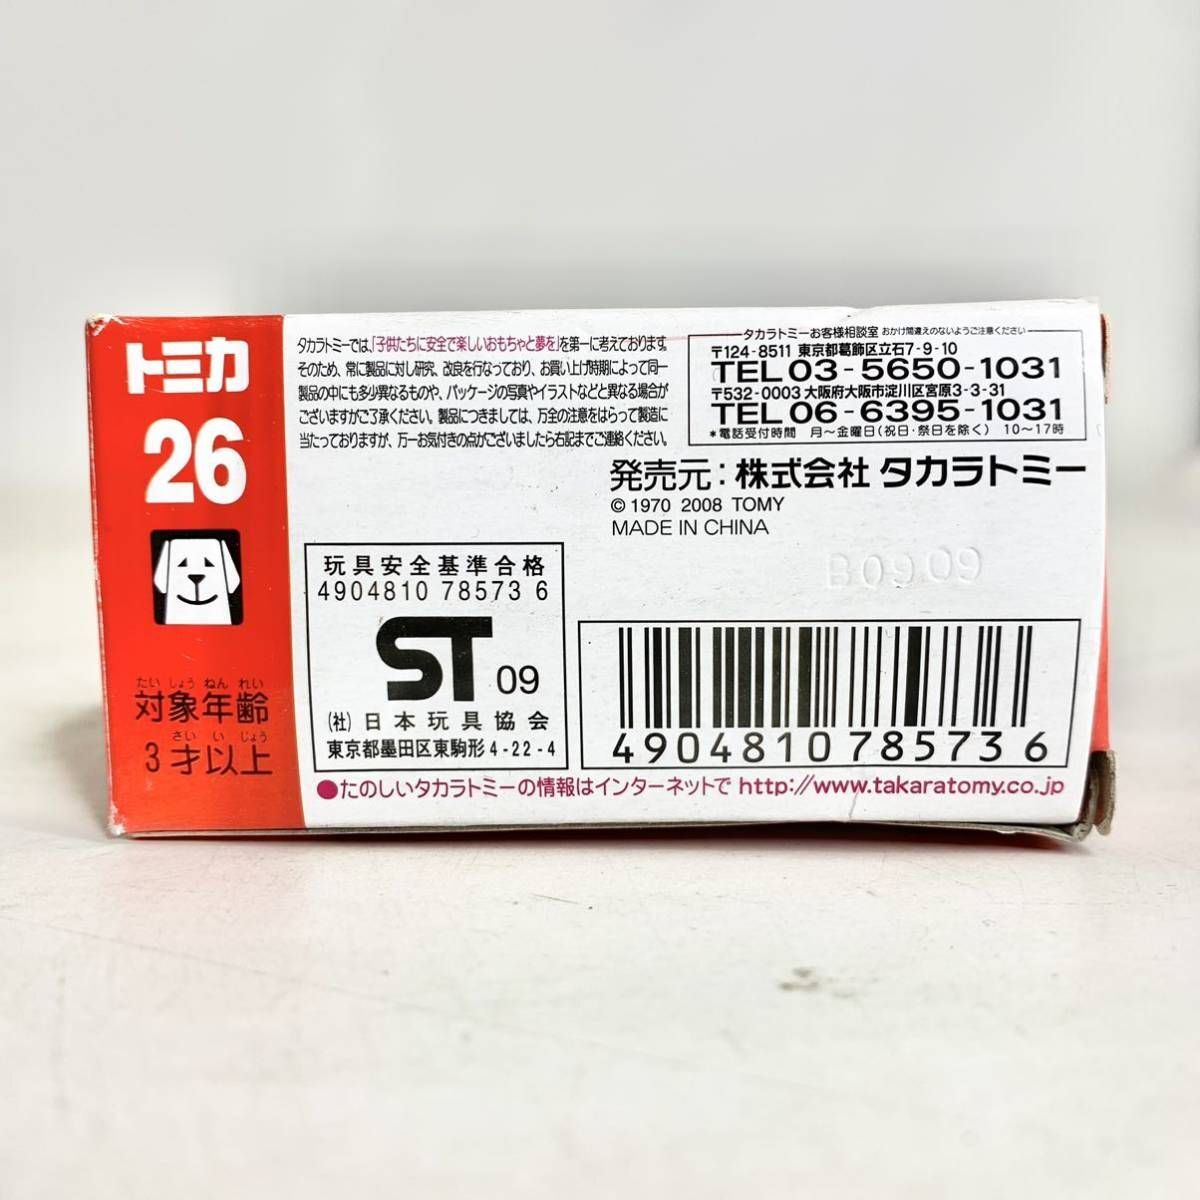 トミカ
26
たいしょうねんれい
対象年齢
さいいじょう
3才以上
タカラトミーでは、「子供たちに安全で楽しいおもちゃと夢を」を第一に考えております。
そのため、常に製品に対し研究、改良を行なっており、お買い上げ時期によって同一
製品の中にも多少異なるものや、パッケージの写真やイラストなどと異なる場合が
ございますがご了承ください。製品につきましては、万全の注意をはらって製造に
当たっておりますが、万一お気付きの点がございましたら右記までご連絡ください。
タカラトミーお客様相談室 おかけ間違えのないようご注意ください
〒124-8511 東京都葛飾区立石7-9-10
TEL 03-5650-1031
〒532-0003 大阪府大阪市淀川区宮原3-3-31
TEL 06-6395-1031
*電話受付時間 月〜金曜日(祝日・祭日を除く) 10〜17時
発売元:株式会社 タカラトミー
© 1970 2008 TOMY
MADE IN CHINA
B0909
玩具安全基準合格
4904810 78573 6
ST 09
(社)日本玩具協会
東京都墨田区東駒形4-22-4
4904810785736
●たのしいタカラトミーの情報はインターネットで http://www.takaratomy.co.jp